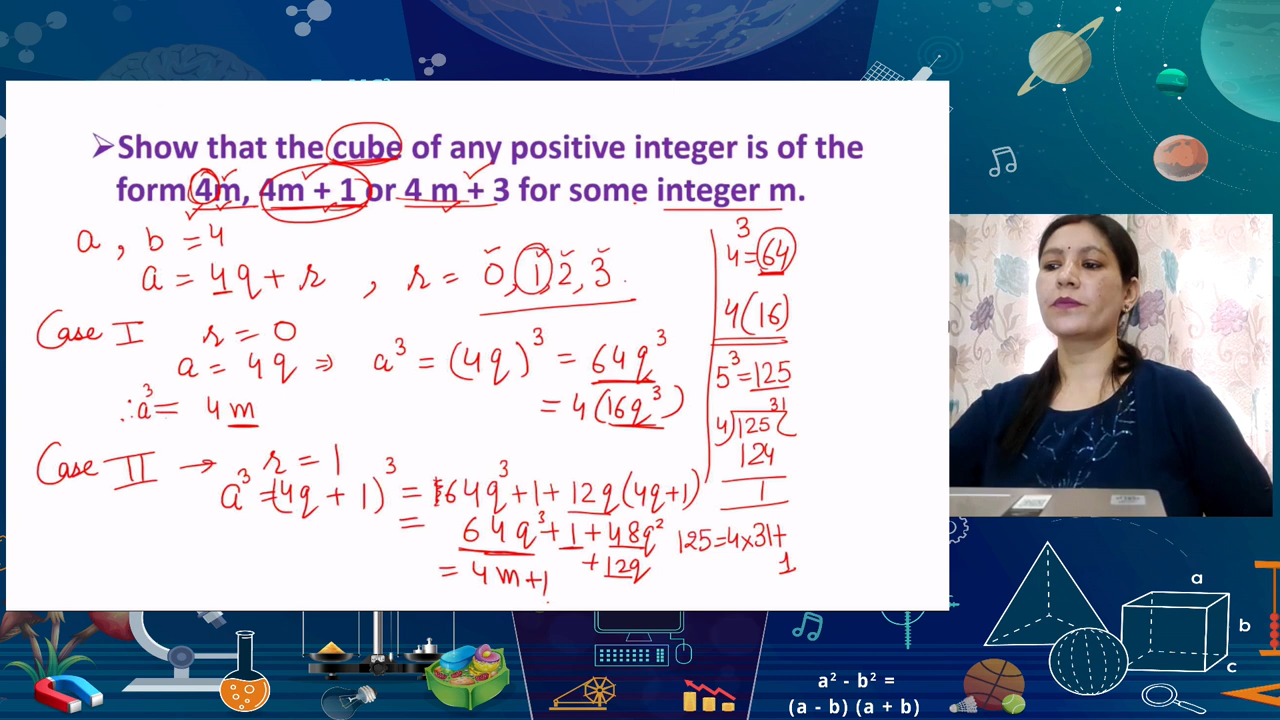 ➢Show that the cube of any positive integer is of the
form 4m, 4m + 1 or 4 m + 3 for some integer m.
a , b = 4
a = 4q + r , r = 0, 1, 2, 3.
Case I r = 0
a = 4q ⇒ a³ = (4q)³ = 64q³
= 4(16q³)
∴ a³ = 4m
Case II → r = 1
a³ = (4q + 1)³ = 64q³ + 1 + 12q(4q+1)
= 64q³ + 1 + 48q²
+ 12q
= 4m+1
4³ = 64
4(16)
5³ = 125
31
4)125(
124
1
125 = 4×31+
1
a
b
c
a² - b² =
(a - b) (a + b)